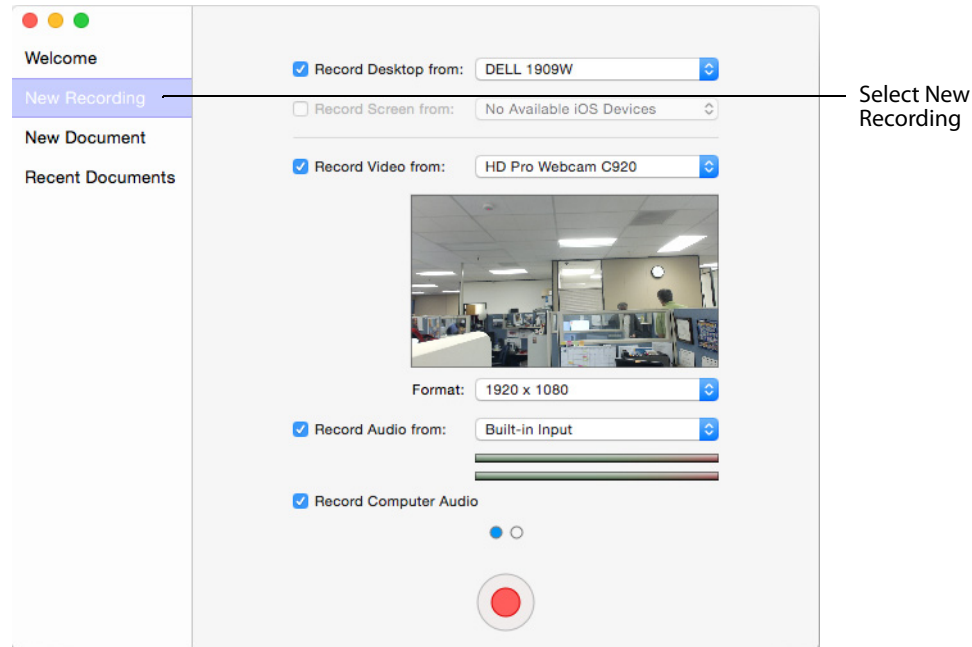 Welcome
New Recording
New Document
Recent Documents
Record Desktop from: DELL 1909W
Record Screen from: No Available iOS Devices
Record Video from: HD Pro Webcam C920
Format: 1920 x 1080
Record Audio from: Built-in Input
Record Computer Audio
Select New
Recording